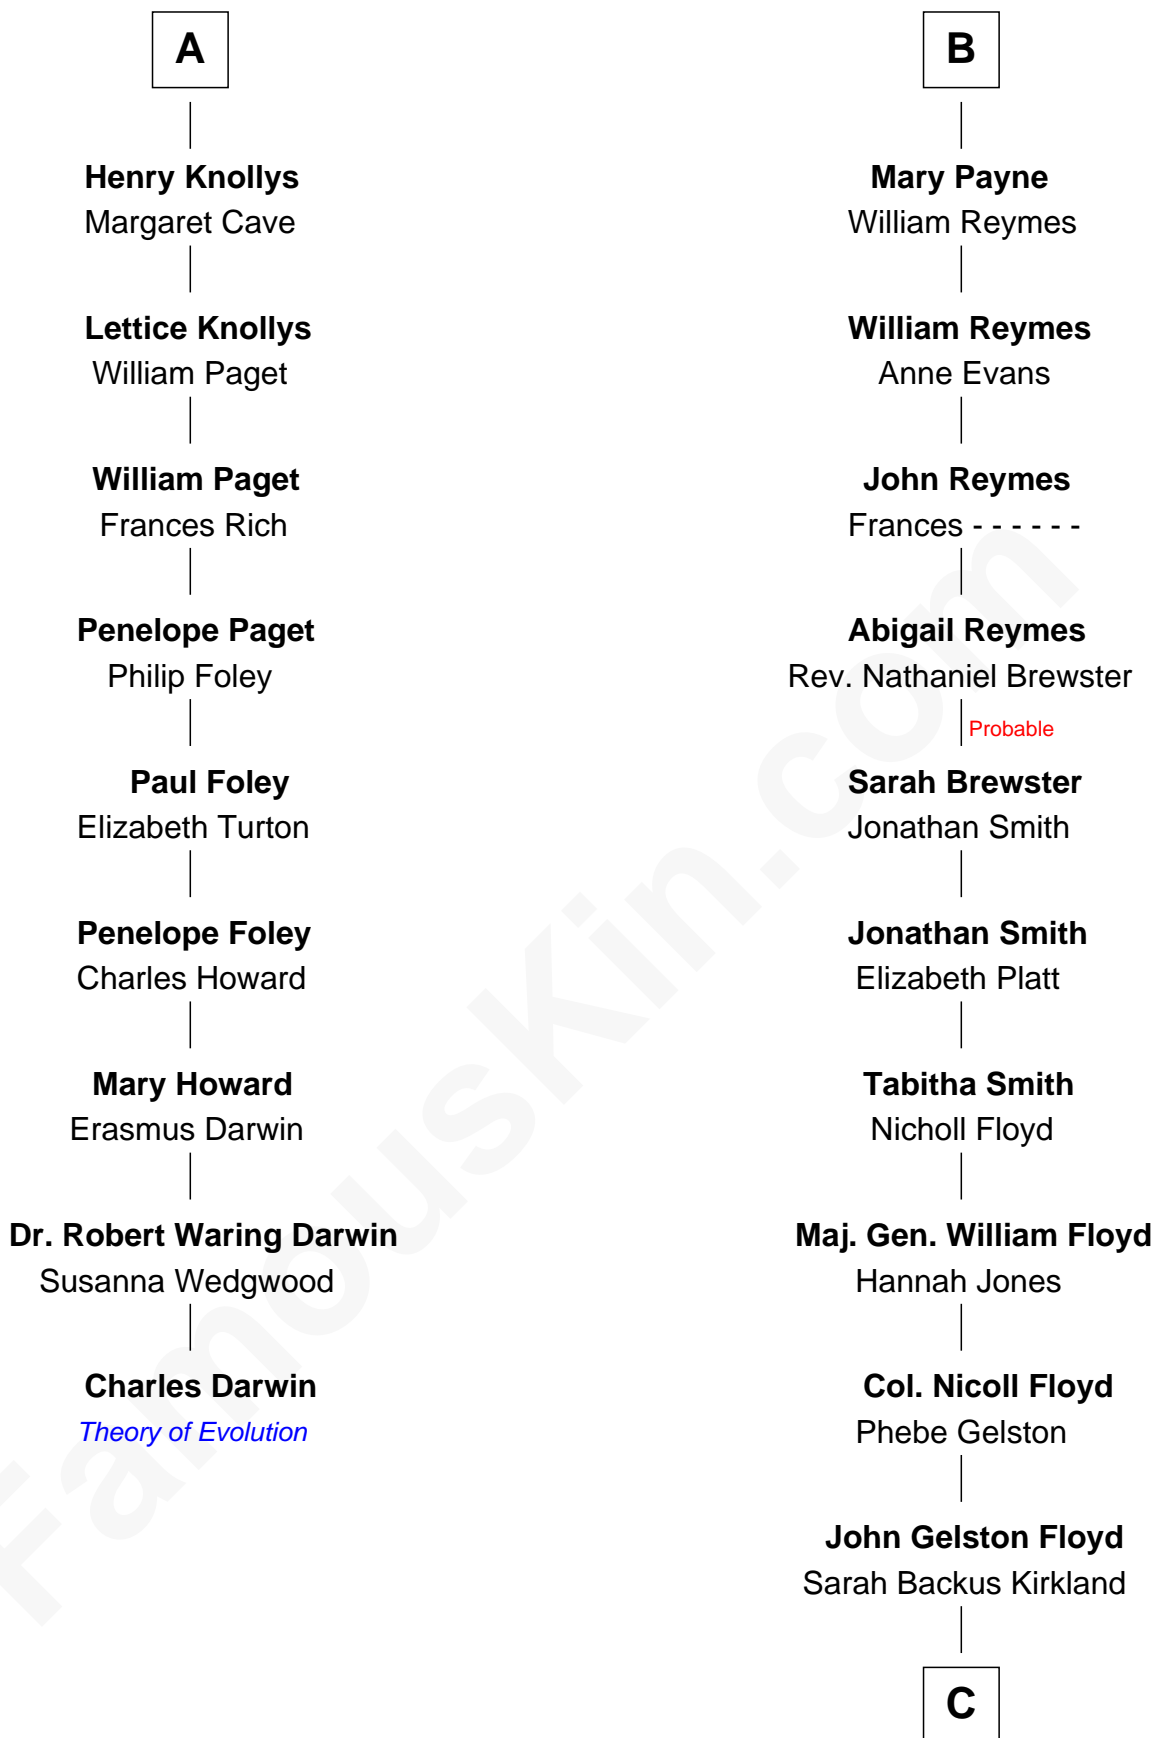 A
Henry Knollys
Margaret Cave
Lettice Knollys
William Paget
William Paget
Frances Rich
Penelope Paget
Philip Foley
Paul Foley
Elizabeth Turton
Penelope Foley
Charles Howard
Mary Howard
Erasmus Darwin
Dr. Robert Waring Darwin
Susanna Wedgwood
Charles Darwin
Theory of Evolution
B
Mary Payne
William Reymes
William Reymes
Anne Evans
John Reymes
Frances - - - - - -
Abigail Reymes
Rev. Nathaniel Brewster
Probable
Sarah Brewster
Jonathan Smith
Jonathan Smith
Elizabeth Platt
Tabitha Smith
Nicholl Floyd
Maj. Gen. William Floyd
Hannah Jones
Col. Nicoll Floyd
Phebe Gelston
John Gelston Floyd
Sarah Backus Kirkland
C
FamousKin.com